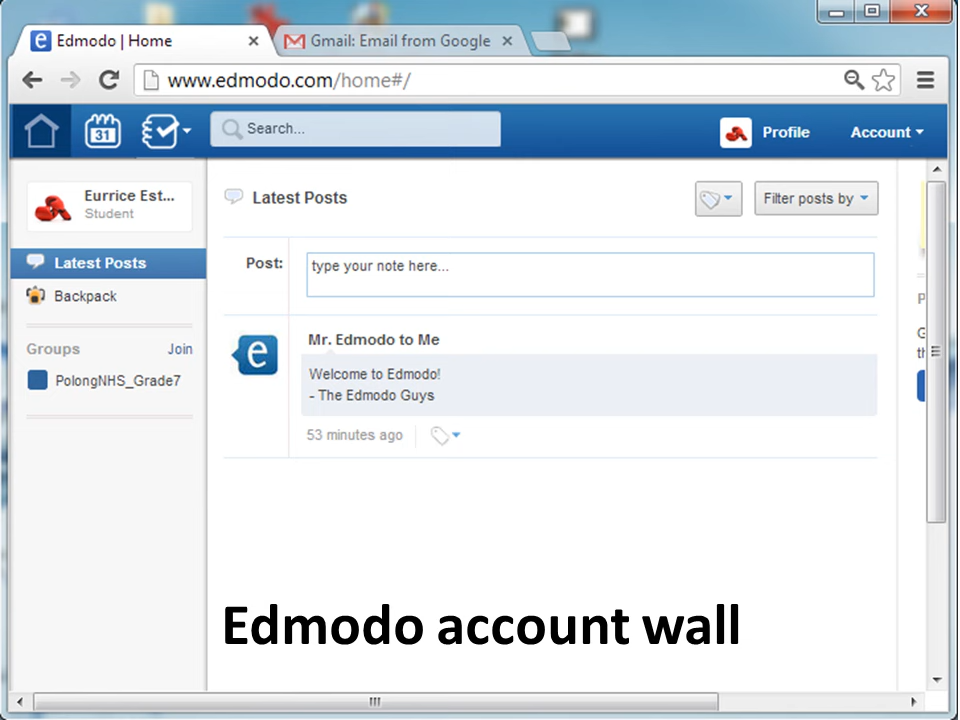 Edmodo | Home
Gmail: Email from Google
www.edmodo.com/home#/
31
Search...
Profile
Account
Eurrice Est...
Student
Latest Posts
Backpack
Groups Join
PolongNHS_Grade7
Latest Posts
Filter posts by
Post:
type your note here...
Mr. Edmodo to Me
Welcome to Edmodo!
- The Edmodo Guys
53 minutes ago
Edmodo account wall